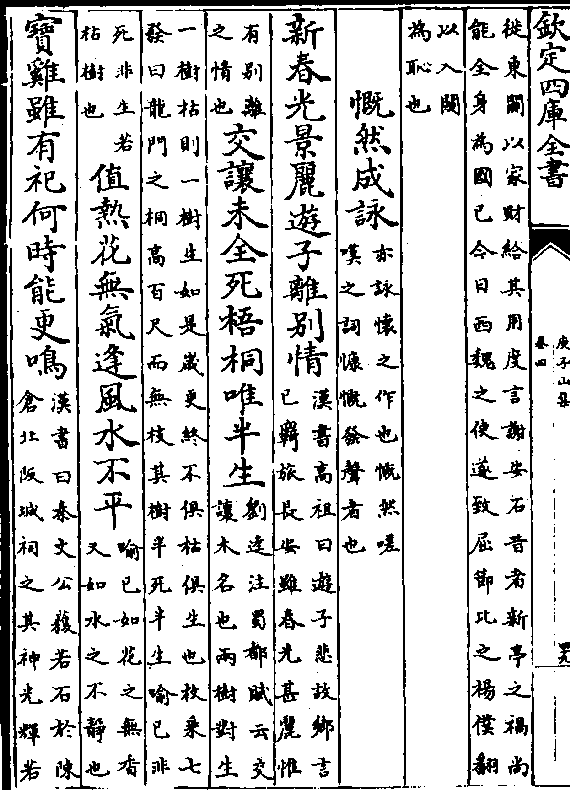 欽定四庫全書
庾子山集
卷四
四九
從東闗以家財給其用度言謝安石昔者新亭之禍尚
能全身為國已今日西魏之使遂致屈節比之楊僕翻
以入闗
為恥也
慨然成詠
亦詠懷之作也慨然嗟
嘆之詞慷慨發聲者也
新春光景麗遊子離別情
漢書高祖曰遊子悲故鄉言
已羇旅長安雖春光甚麗惟
有別離
之情也
交讓未全死梧桐唯半生
劉逵注蜀都賦云交
讓木名也兩樹對生
一樹枯則一樹生如是歲更終不俱枯俱生也枚乘七
發曰龍門之桐高百尺而無枝其樹半死半生喻已非
死非生若
枯樹也
值熱花無氣逢風水不平
喻已如花之無香
又如水之不靜也
寶雞雖有祀何時能更鳴
漢書曰秦文公獲若石於陳
倉北阪城祠之其神光輝若